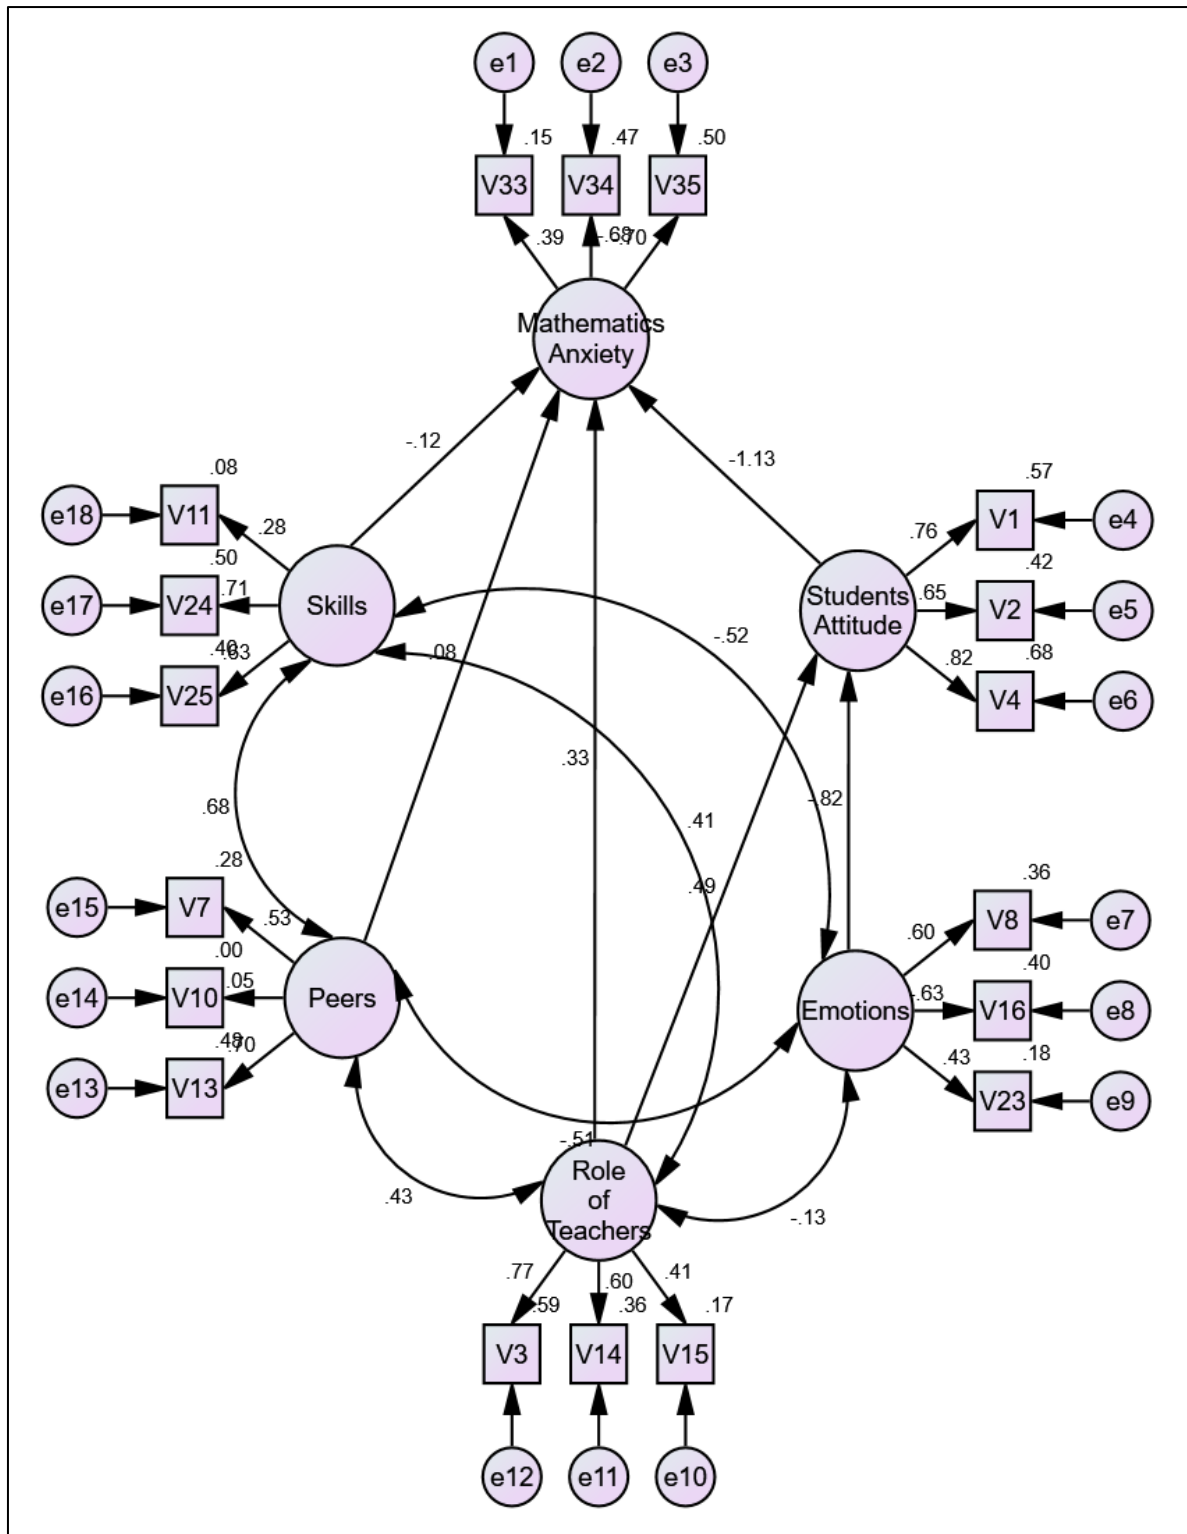 e1 e2 e3
.15 .47 .50
V33 V34 V35
.39 -.68 -.70
Mathematics
Anxiety
-.12
-1.13
.08
e18 V11 .28
.50
e17 V24 .71
Skills
.63
e16 V25
.57
.76 V1 e4
Students
Attitude
.42
.65 V2 e5
.68
.82 V4 e6
.08
-.52
.33
-.82
.68
.41
.49
.28
e15 V7 .53
.00
e14 V10 .05
Peers
.70
e13 V13
.36
.60 V8 e7
Emotions
.40
-.63 V16 e8
.18
.43 V23 e9
-.51
.43
-.13
Role
of
Teachers
.77 .60 .41
.59 .36 .17
V3 V14 V15
e12 e11 e10